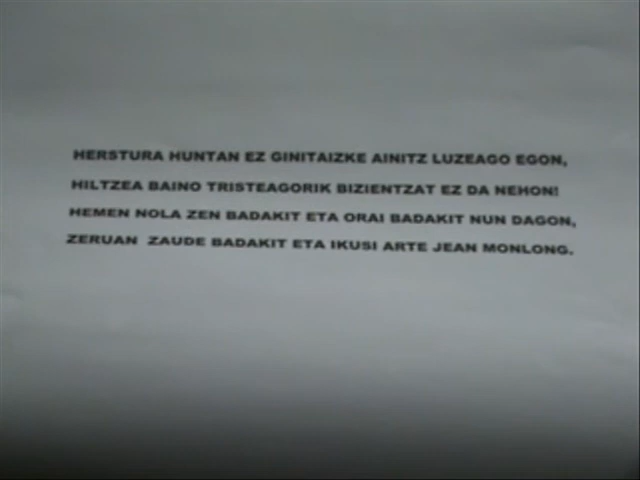 HERSTURA HUNTAN EZ GINITAIZKE AINITZ LUZEAGO EGON,
HILTZEA BAINO TRISTEAGORIK BIZIENTZAT EZ DA NEHON!
HEMEN NOLA ZEN BADAKIT ETA ORAI BADAKIT NUN DAGON,
ZERUAN ZAUDE BADAKIT ETA IKUSI ARTE JEAN MONLONG.